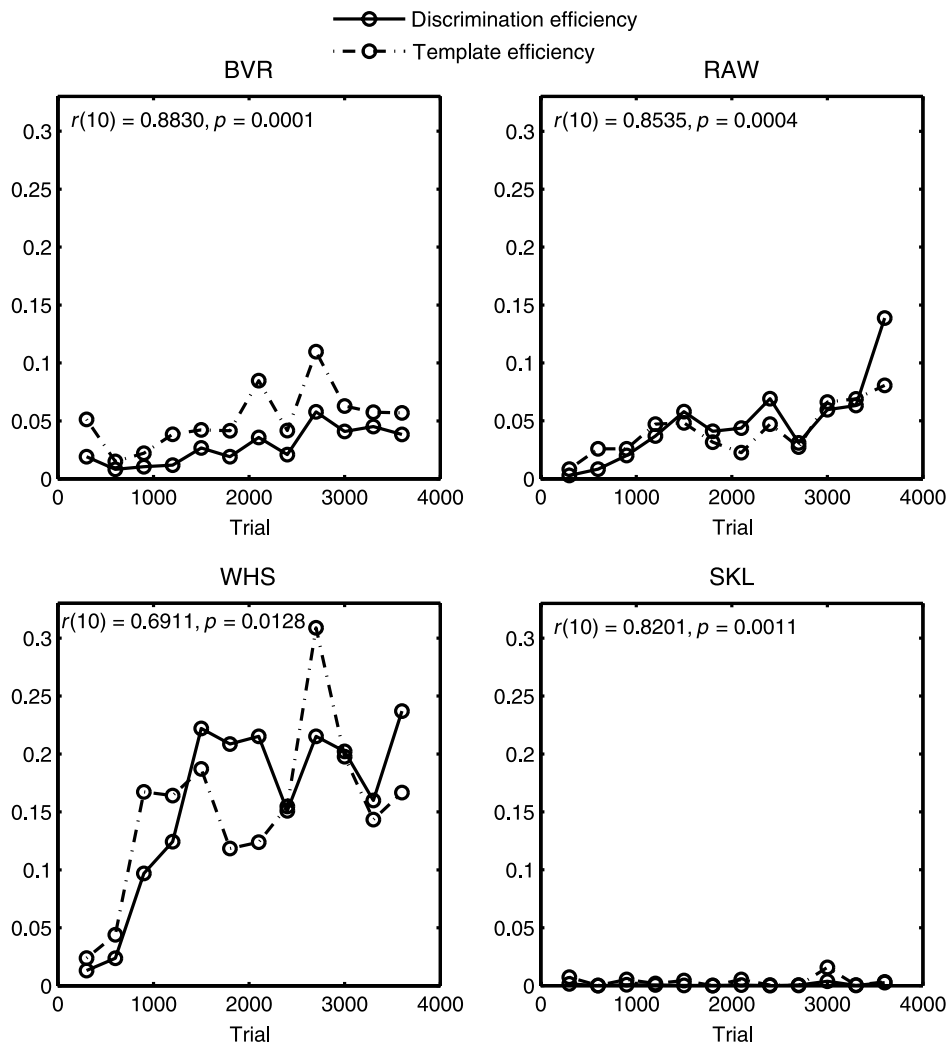 Discrimination efficiency
Template efficiency
BVR
r(10) = 0.8830, p = 0.0001
0.3
0.25
0.2
0.15
0.1
0.05
0
0 1000 2000 3000 4000
Trial
RAW
r(10) = 0.8535, p = 0.0004
0.3
0.25
0.2
0.15
0.1
0.05
0
0 1000 2000 3000 4000
Trial
WHS
r(10) = 0.6911, p = 0.0128
0.3
0.25
0.2
0.15
0.1
0.05
0
0 1000 2000 3000 4000
Trial
SKL
r(10) = 0.8201, p = 0.0011
0.3
0.25
0.2
0.15
0.1
0.05
0
0 1000 2000 3000 4000
Trial